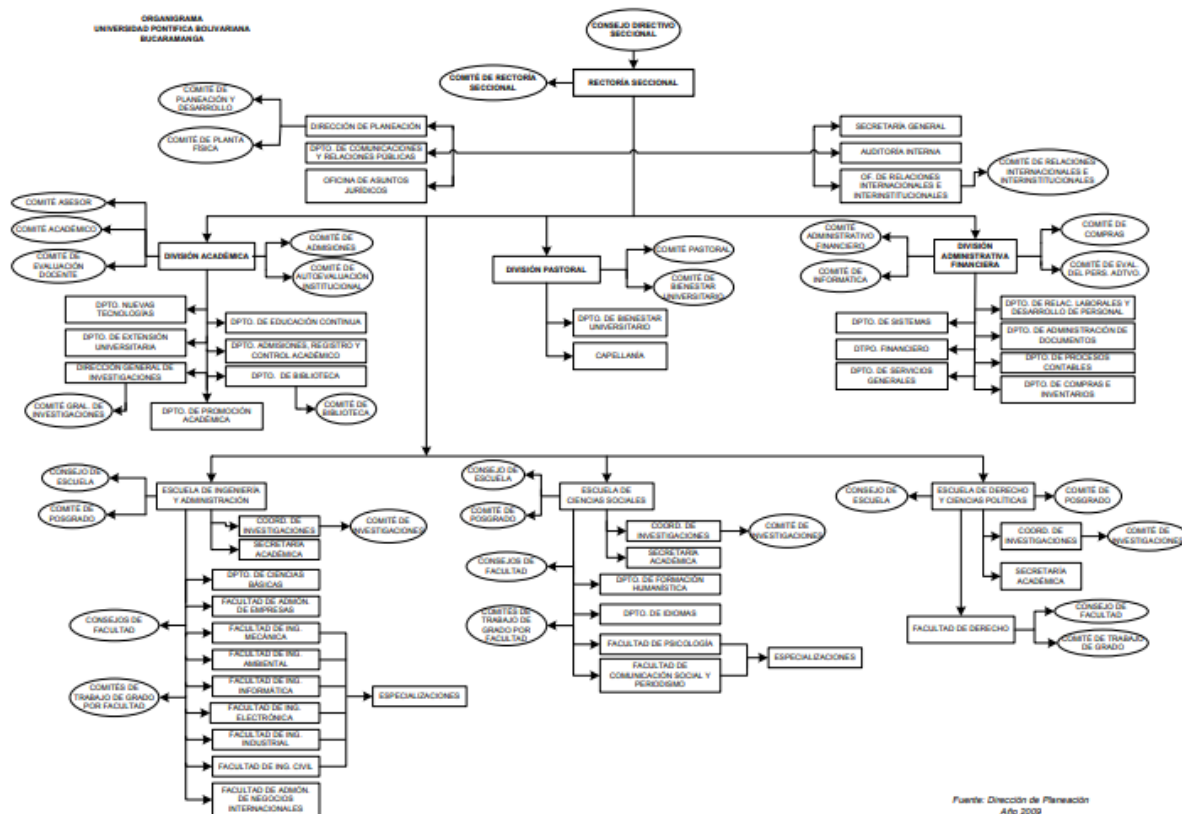 ORGANIGRAMA
UNIVERSIDAD PONTIFICA BOLIVARIANA
BUCARAMANGA
CONSEJO DIRECTIVO
SECCIONAL
COMITÉ DE RECTORÍA
SECCIONAL
RECTORÍA SECCIONAL
COMITÉ DE
PLANEACIÓN Y
DESARROLLO
COMITÉ DE PLANTA
FÍSICA
DIRECCIÓN DE PLANEACIÓN
DPTO. DE COMUNICACIONES
Y RELACIONES PÚBLICAS
OFICINA DE ASUNTOS
JURÍDICOS
SECRETARÍA GENERAL
AUDITORÍA INTERNA
OF. DE RELACIONES
INTERNACIONALES E
INTERINSTITUCIONALES
COMITÉ DE RELACIONES
INTERNACIONALES E
INTERINSTITUCIONALES
COMITÉ ASESOR
COMITÉ ACADÉMICO
COMITÉ DE
EVALUACIÓN
DOCENTE
DIVISIÓN ACADÉMICA
COMITÉ DE
ADMISIONES
COMITÉ DE
AUTOEVALUACIÓN
INSTITUCIONAL
DIVISIÓN PASTORAL
COMITÉ PASTORAL
COMITÉ DE
BIENESTAR
UNIVERSITARIO
COMITÉ
ADMINISTRATIVO
FINANCIERO
COMITÉ DE
INFORMÁTICA
DIVISIÓN
ADMINISTRATIVA
FINANCIERA
COMITÉ DE
COMPRAS
COMITÉ DE EVAL.
DEL PERS. ADTVO.
DPTO. NUEVAS
TECNOLOGÍAS
DPTO. DE EXTENSIÓN
UNIVERSITARIA
DIRECCIÓN GENERAL DE
INVESTIGACIONES
COMITÉ GRAL. DE
INVESTIGACIONES
DPTO. DE EDUCACIÓN CONTINUA
DPTO. ADMISIONES, REGISTRO Y
CONTROL ACADÉMICO
DPTO. DE BIBLIOTECA
COMITÉ DE
BIBLIOTECA
DPTO. DE PROMOCIÓN
ACADÉMICA
DPTO. DE BIENESTAR
UNIVERSITARIO
CAPELLANÍA
DPTO. DE SISTEMAS
DTPO. FINANCIERO
DPTO. DE SERVICIOS
GENERALES
DPTO. DE RELAC. LABORALES Y
DESARROLLO DE PERSONAL
DPTO. DE ADMINISTRACIÓN DE
DOCUMENTOS
DPTO. DE PROCESOS
CONTABLES
DPTO. DE COMPRAS E
INVENTARIOS
CONSEJO DE
ESCUELA
COMITÉ DE
POSGRADO
ESCUELA DE INGENIERÍA
Y ADMINISTRACIÓN
COORD. DE
INVESTIGACIONES
COMITÉ DE
INVESTIGACIONES
SECRETARÍA
ACADÉMICA
DPTO. DE CIENCIAS
BÁSICAS
FACULTAD DE ADMÓN.
DE EMPRESAS
FACULTAD DE ING.
MECÁNICA
FACULTAD DE ING.
AMBIENTAL
FACULTAD DE ING.
INFORMÁTICA
FACULTAD DE ING.
ELECTRÓNICA
FACULTAD DE ING.
INDUSTRIAL
FACULTAD DE ING. CIVIL
FACULTAD DE ADMÓN.
DE NEGOCIOS
INTERNACIONALES
CONSEJOS DE
FACULTAD
COMITÉS DE
TRABAJO DE GRADO
POR FACULTAD
ESPECIALIZACIONES
CONSEJO DE
ESCUELA
COMITÉ DE
POSGRADO
ESCUELA DE
CIENCIAS SOCIALES
COORD. DE
INVESTIGACIONES
COMITÉ DE
INVESTIGACIONES
SECRETARÍA
ACADÉMICA
CONSEJOS DE
FACULTAD
DPTO. DE FORMACIÓN
HUMANÍSTICA
COMITÉS DE
TRABAJO DE
GRADO POR
FACULTAD
DPTO. DE IDIOMAS
FACULTAD DE PSICOLOGÍA
FACULTAD DE
COMUNICACIÓN SOCIAL Y
PERIODISMO
ESPECIALIZACIONES
CONSEJO DE
ESCUELA
ESCUELA DE DERECHO
Y CIENCIAS POLÍTICAS
COMITÉ DE
POSGRADO
COORD. DE
INVESTIGACIONES
COMITÉ DE
INVESTIGACIONES
SECRETARÍA
ACADÉMICA
FACULTAD DE DERECHO
CONSEJO DE
FACULTAD
COMITÉ DE TRABAJO DE
GRADO
Fuente: Dirección de Planeación
Año 2009